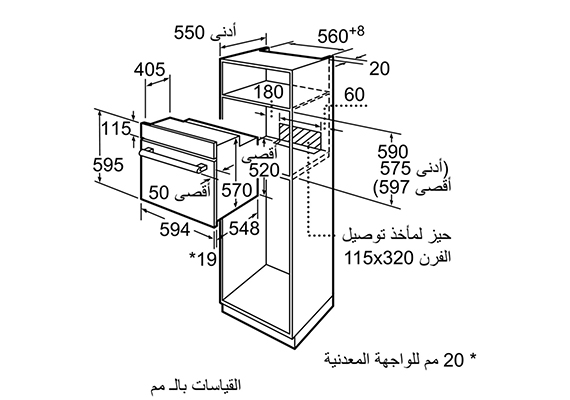 550 أدنى
560+8
20
405
180
60
115
595
أقصى
520
590
(أدنى 575
أقصى 597)
50 أقصى
570
594
548
*19
حيز لمأخذ توصيل
الفرن 115x320
* 20 مم للواجهة المعدنية
القياسات بالـ مم